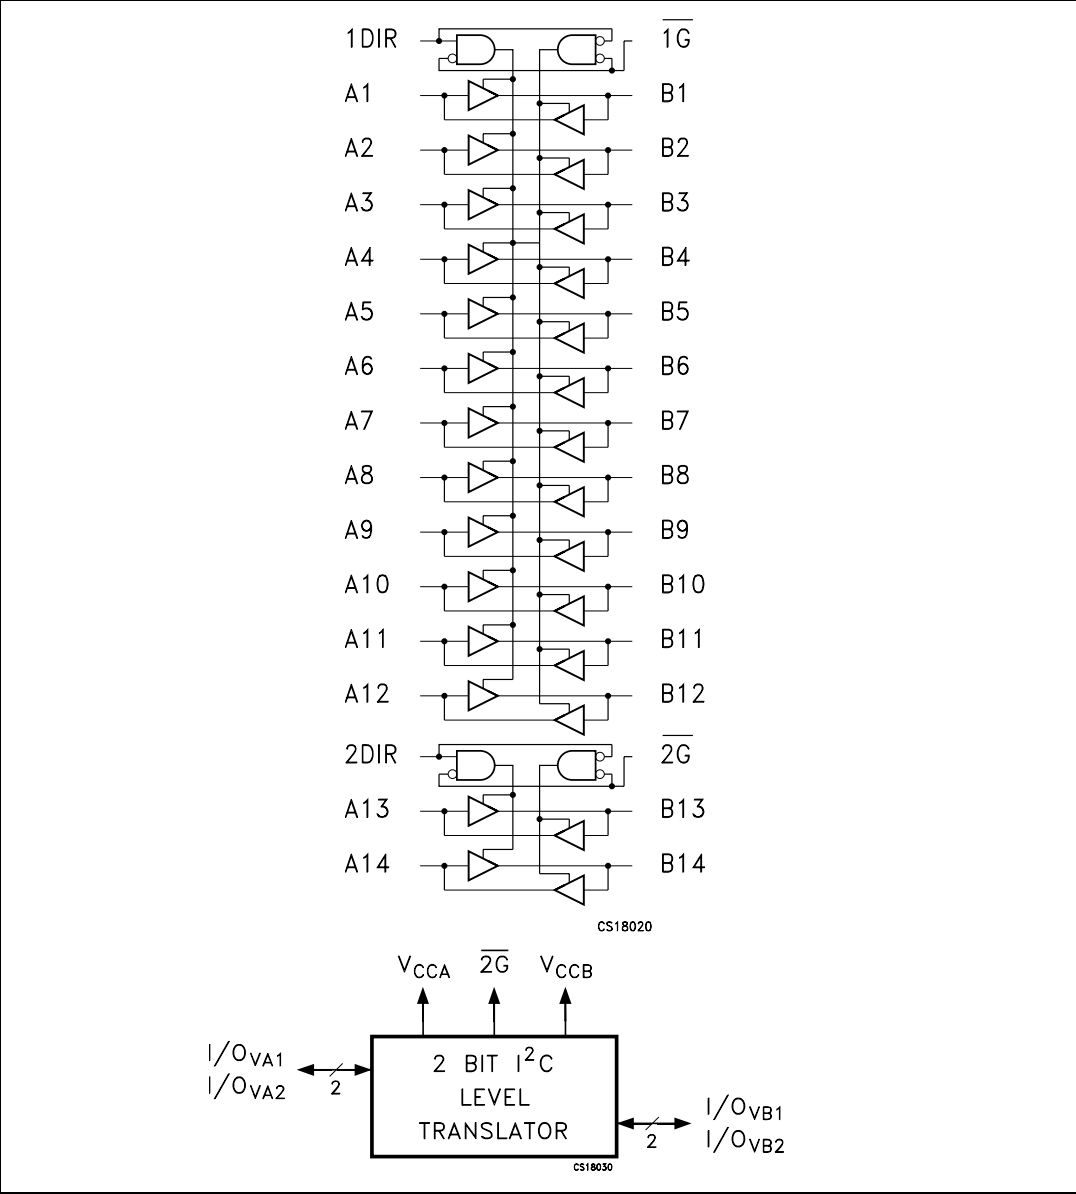 1DIR 1G
A1 B1
A2 B2
A3 B3
A4 B4
A5 B5
A6 B6
A7 B7
A8 B8
A9 B9
A10 B10
A11 B11
A12 B12
2DIR 2G
A13 B13
A14 B14
CS18020
VCCA 2G VCCB
I/OVA1
I/OVA2
2
2 BIT I²C
LEVEL
TRANSLATOR
I/OVB1
I/OVB2
2
CS18030